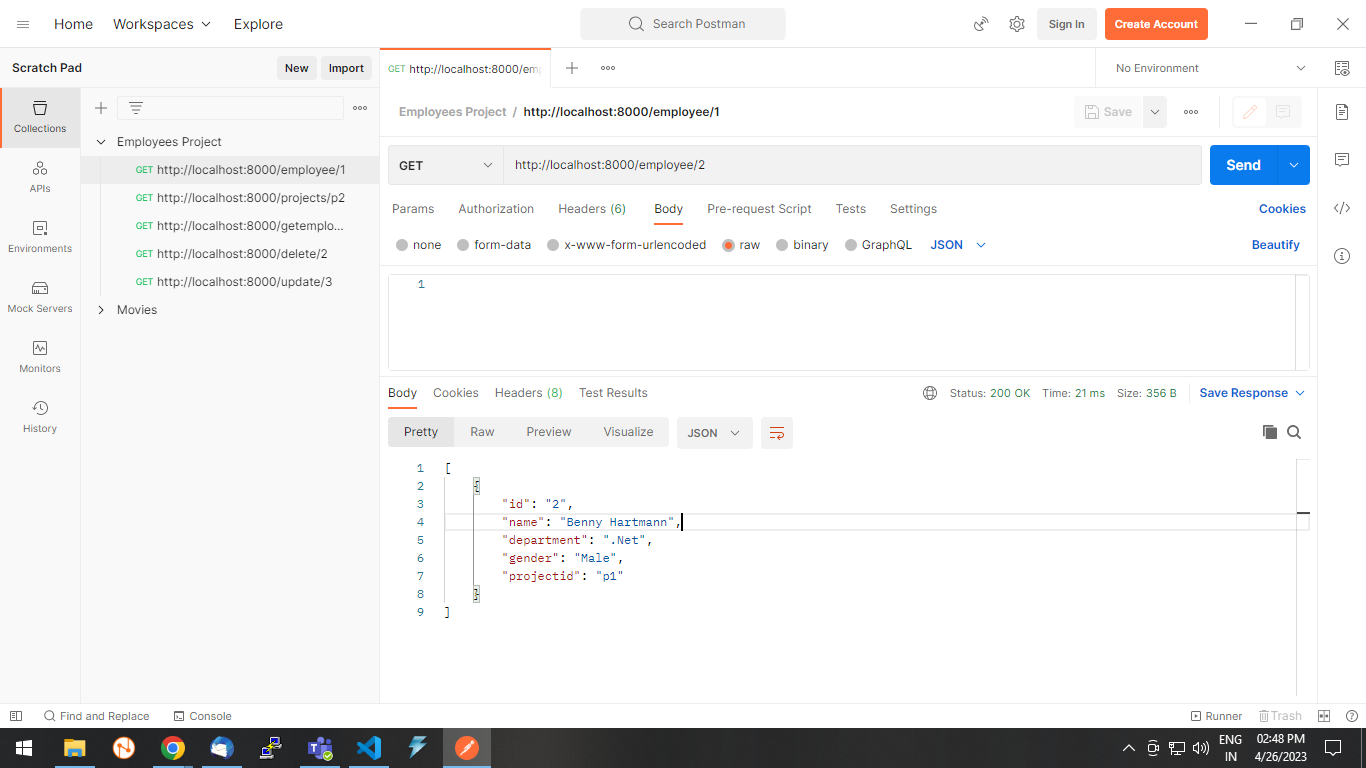 Home Workspaces Explore Search Postman Sign In Create Account
Scratch Pad New Import GET http://localhost:8000/emp No Environment
Collections
APIs
Environments
Mock Servers
Monitors
History
Employees Project
GET http://localhost:8000/employee/1
GET http://localhost:8000/projects/p2
GET http://localhost:8000/getemplo...
GET http://localhost:8000/delete/2
GET http://localhost:8000/update/3
Movies
Employees Project / http://localhost:8000/employee/1 Save
GET http://localhost:8000/employee/2 Send
Params Authorization Headers (6) Body Pre-request Script Tests Settings Cookies
none form-data x-www-form-urlencoded raw binary GraphQL JSON Beautify
1
Body Cookies Headers (8) Test Results Status: 200 OK Time: 21 ms Size: 356 B Save Response
Pretty Raw Preview Visualize JSON
1 [
2 {
3 "id": "2",
4 "name": "Benny Hartmann",
5 "department": ".Net",
6 "gender": "Male",
7 "projectid": "p1"
8 }
9 ]
Find and Replace Console Runner Trash
ENG 02:48 PM
IN 4/26/2023